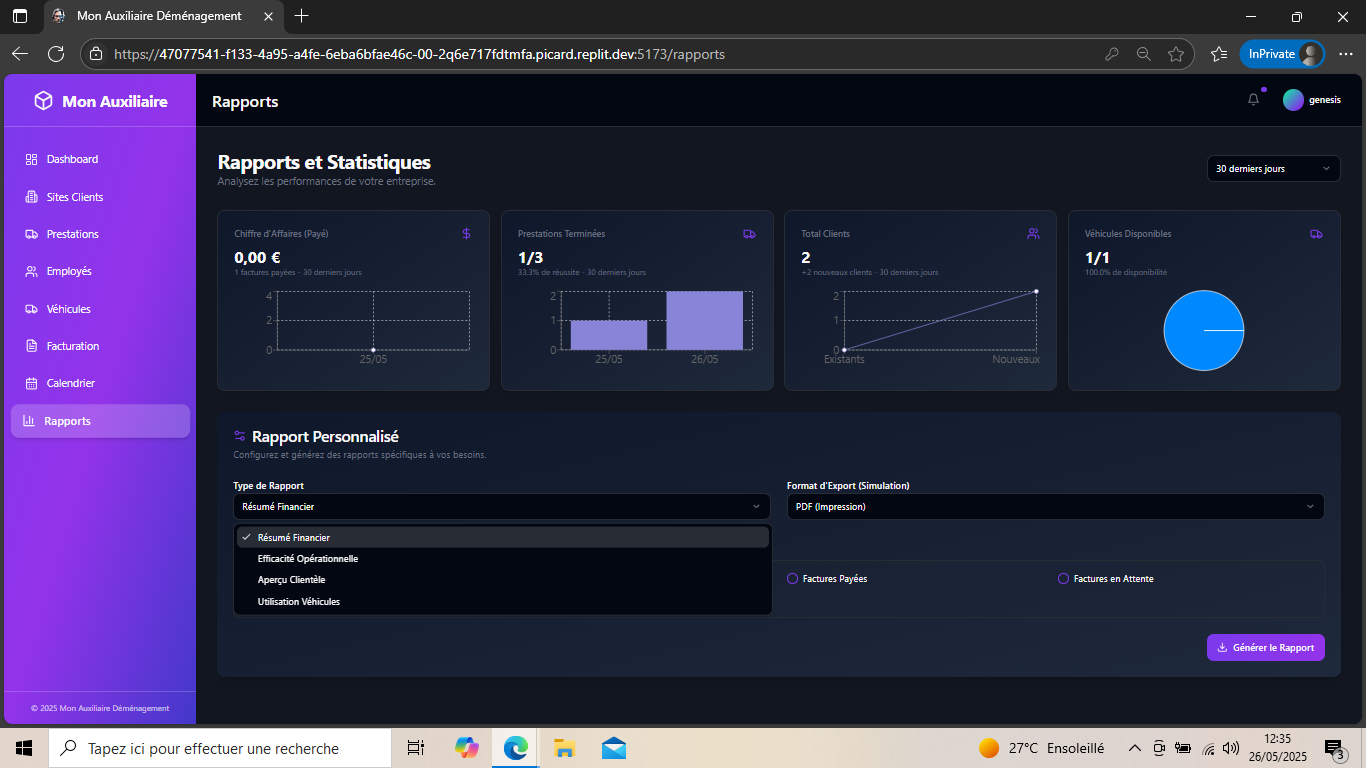 Mon Auxiliaire Déménagement
https://47077541-f133-4a95-a4fe-6eba6bfae46c-00-2q6e717fdtmfa.picard.replit.dev:5173/rapports
InPrivate
Mon Auxiliaire
Rapports
genesis
Dashboard
Sites Clients
Prestations
Employés
Véhicules
Facturation
Calendrier
Rapports
© 2025 Mon Auxiliaire Déménagement
Rapports et Statistiques
Analysez les performances de votre entreprise.
30 derniers jours
Chiffre d'Affaires (Payé)
0,00 €
1 factures payées - 30 derniers jours
4
2
0
25/05
Prestations Terminées
1/3
33.3% de réussite - 30 derniers jours
2
1
0
25/05 26/05
Total Clients
2
+2 nouveaux clients - 30 derniers jours
2
1
0
Existants Nouveaux
Véhicules Disponibles
1/1
100.0% de disponibilité
Rapport Personnalisé
Configurez et générez des rapports spécifiques à vos besoins.
Type de Rapport
Résumé Financier
Format d'Export (Simulation)
PDF (Impression)
Résumé Financier
Efficacité Opérationnelle
Aperçu Clientèle
Utilisation Véhicules
Factures Payées
Factures en Attente
Générer le Rapport
Tapez ici pour effectuer une recherche
27°C Ensoleillé
12:35
26/05/2025
3